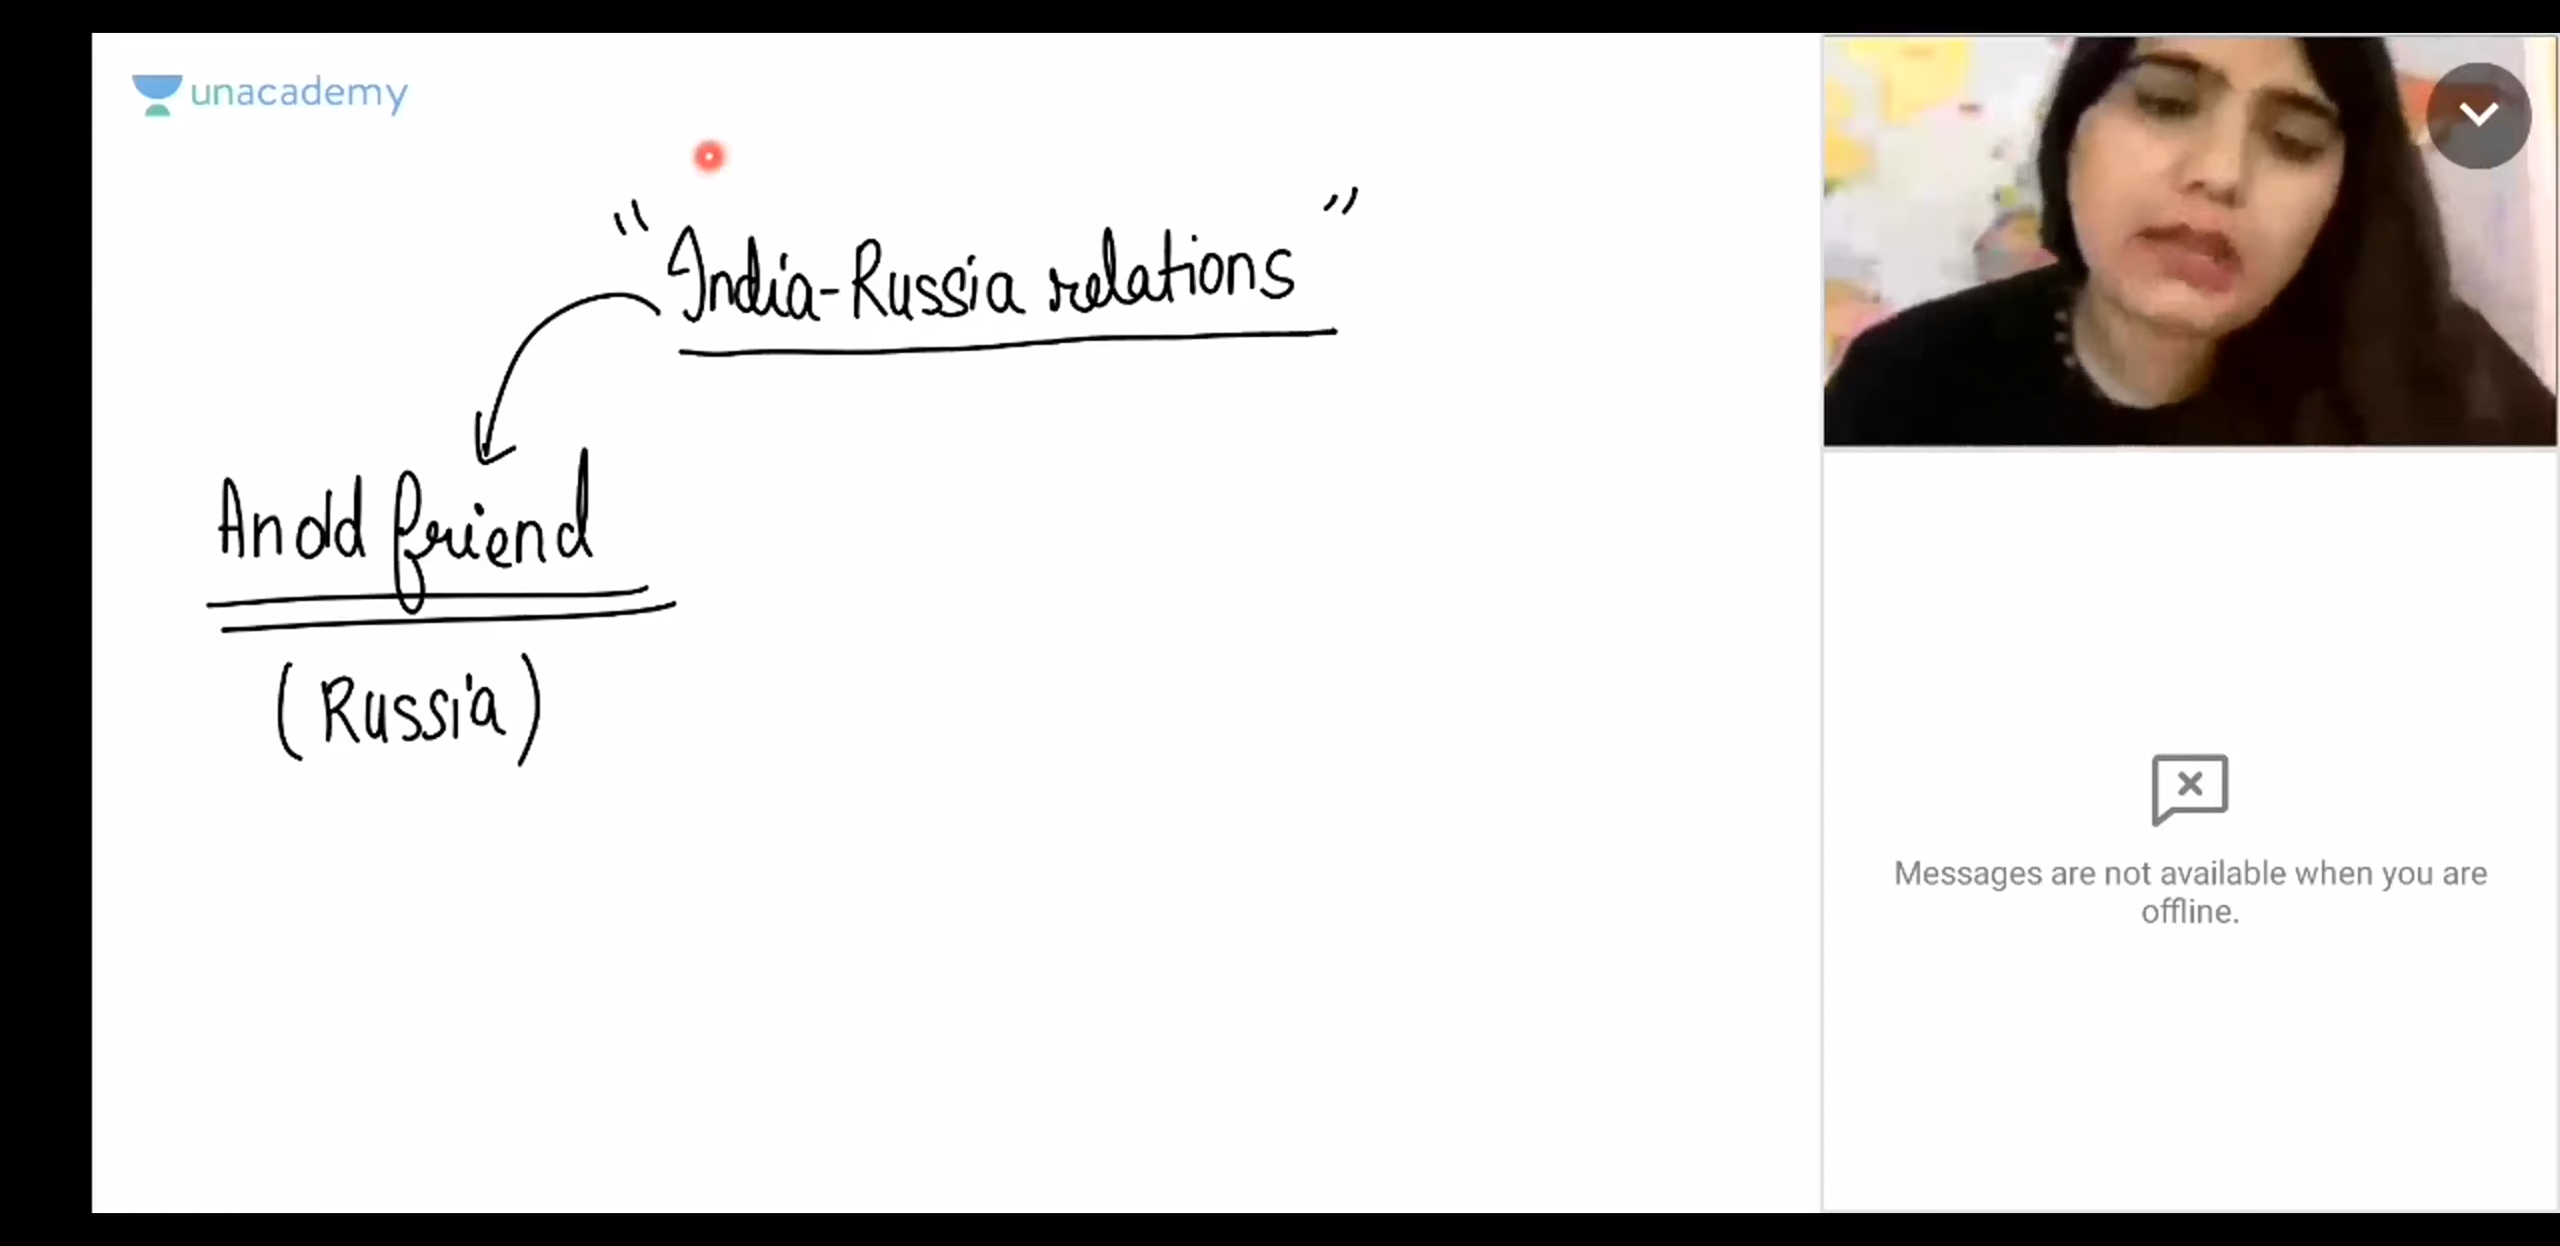 unacademy
"India-Russia relations"
An old friend
(Russia)
Messages are not available when you are
offline.